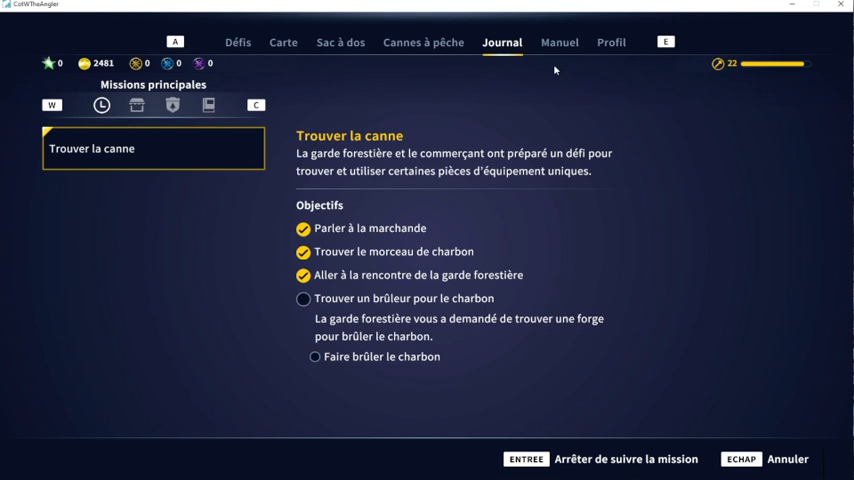 CotWTheAngler
A Défis Carte Sac à dos Cannes à pêche Journal Manuel Profil E
0 2481 0 0 0 22
Missions principales
W C
Trouver la canne
Trouver la canne
La garde forestière et le commerçant ont préparé un défi pour
trouver et utiliser certaines pièces d'équipement uniques.
Objectifs
Parler à la marchande
Trouver le morceau de charbon
Aller à la rencontre de la garde forestière
Trouver un brûleur pour le charbon
La garde forestière vous a demandé de trouver une forge
pour brûler le charbon.
Faire brûler le charbon
ENTREE Arrêter de suivre la mission ECHAP Annuler